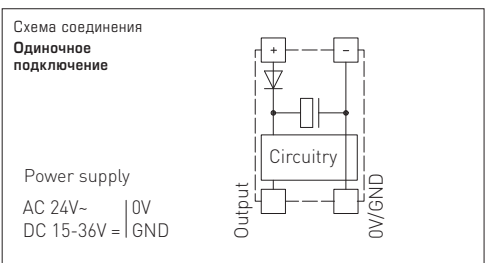 Схема соединения
Одиночное
подключение
+ −
Circuitry
Power supply
AC 24V~ | 0V
DC 15-36V = | GND
Output
0V/GND